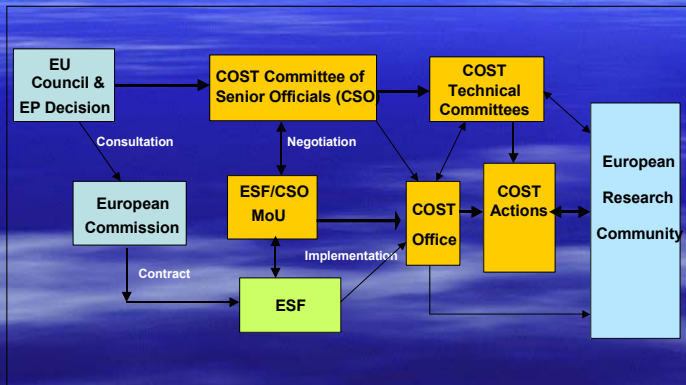 EU
Council &
EP Decision
COST Committee of
Senior Officials (CSO)
COST
Technical
Committees
Consultation
Negotiation
European
Commission
ESF/CSO
MoU
COST
Office
COST
Actions
European
Research
Community
Contract
Implementation
ESF